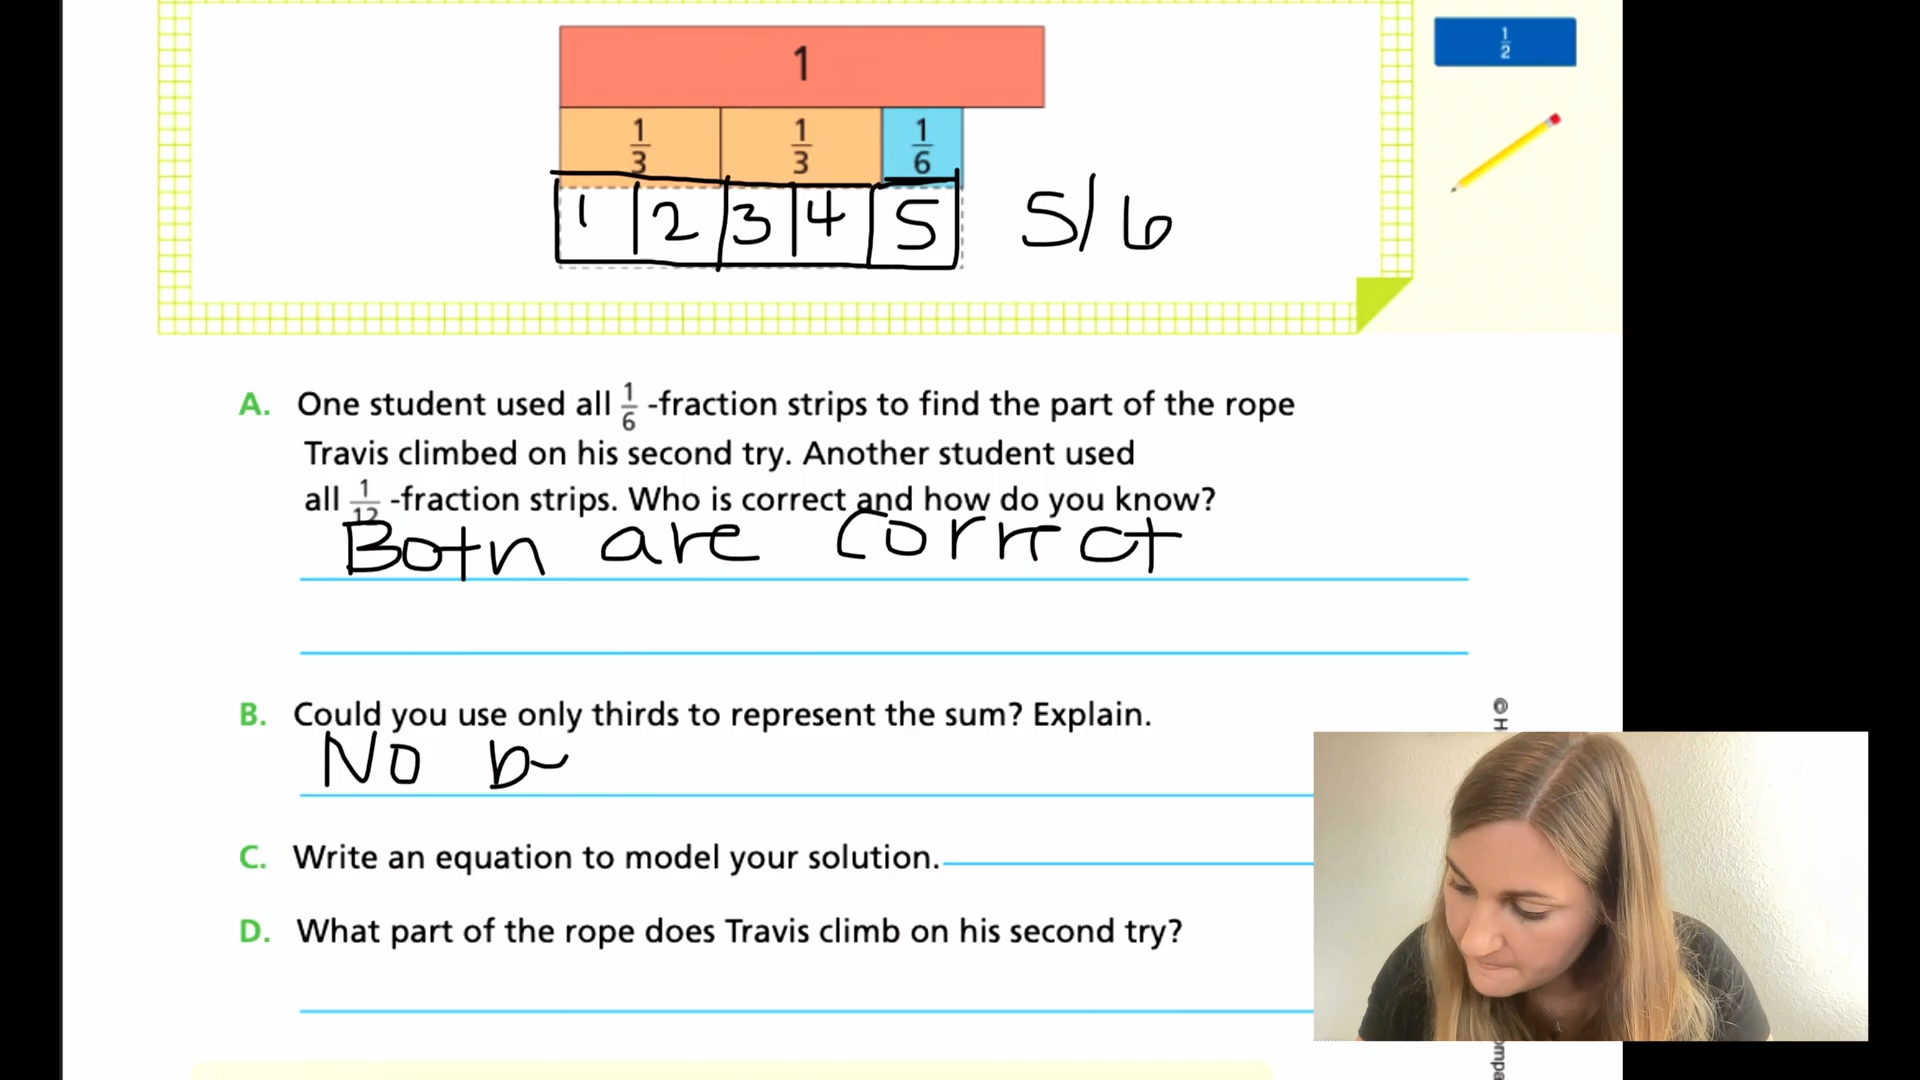 1
1/2
1/3 1/3 1/6
1 2 3 4 5 5/6
A. One student used all 1/6 -fraction strips to find the part of the rope
Travis climbed on his second try. Another student used
all 1/12 -fraction strips. Who is correct and how do you know?
Both are correct
B. Could you use only thirds to represent the sum? Explain.
No b
C. Write an equation to model your solution.
D. What part of the rope does Travis climb on his second try?
© H
ompa